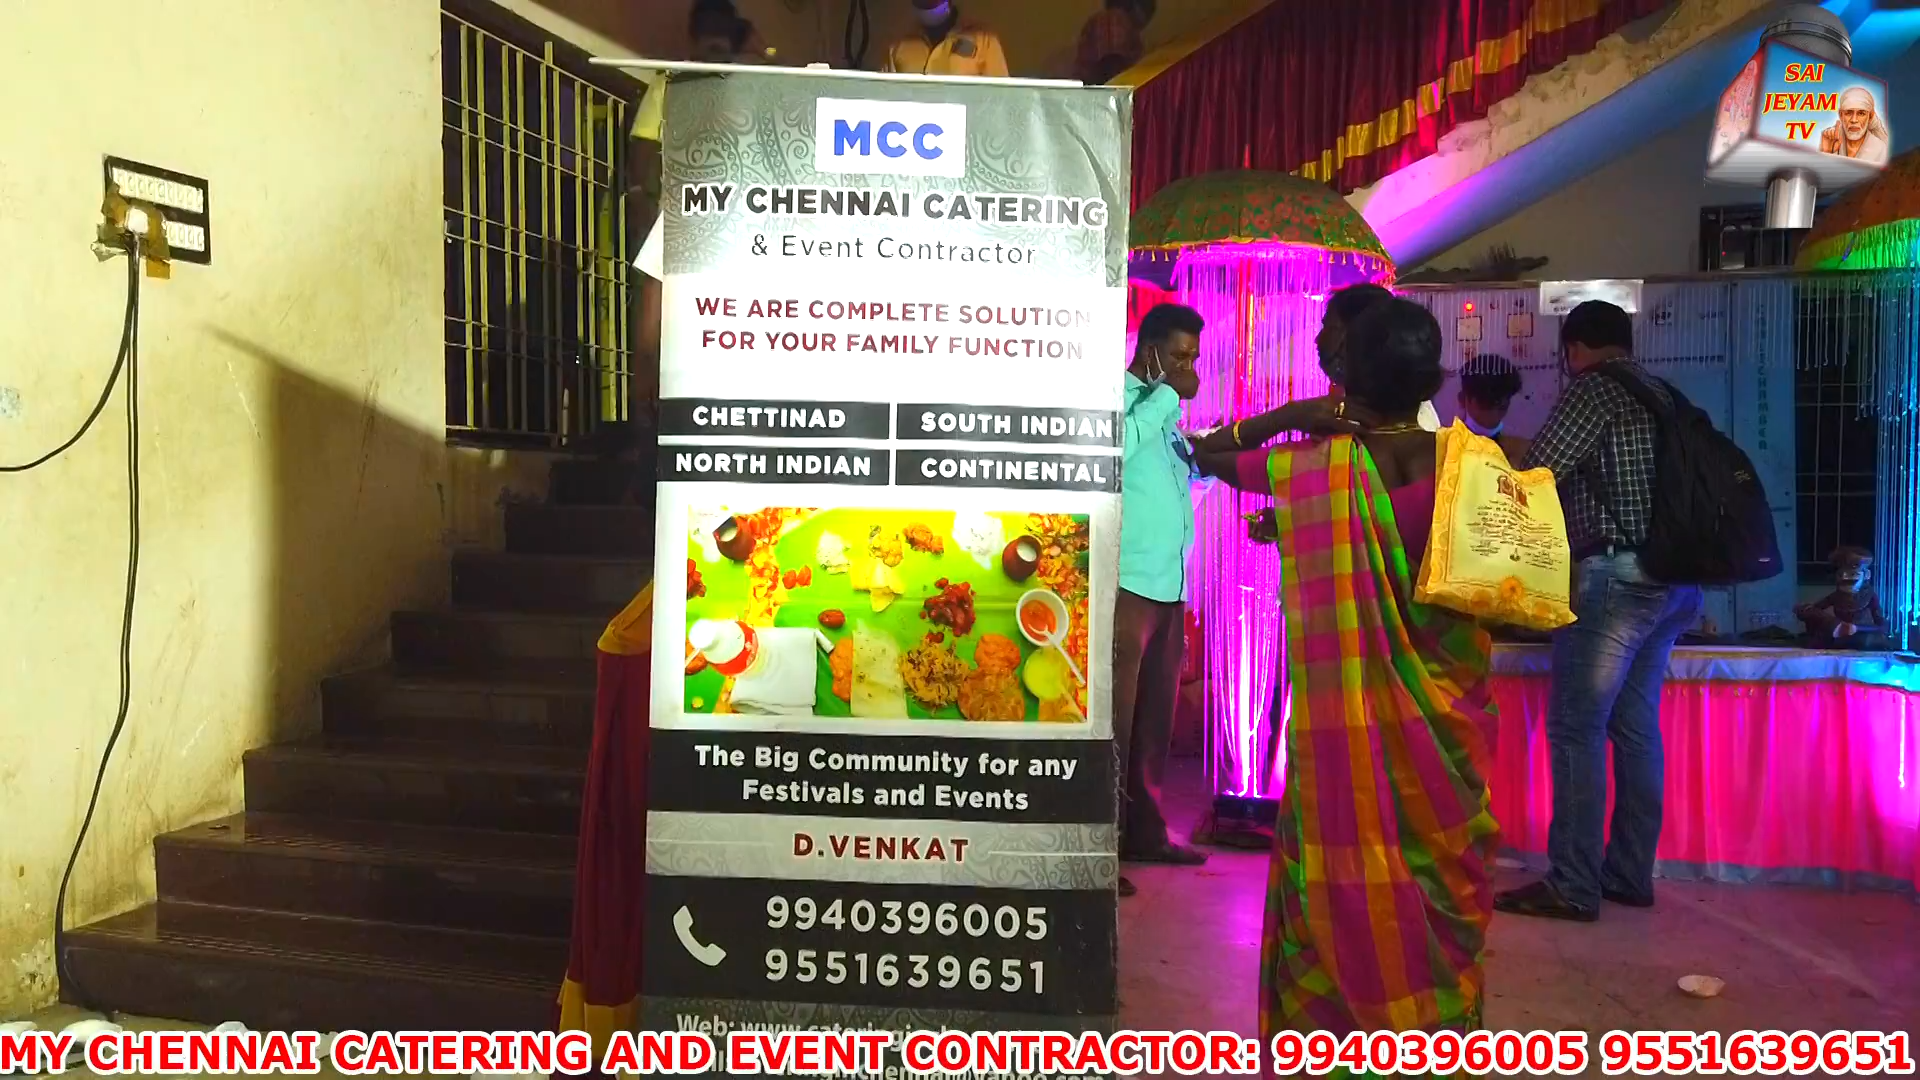 SAI
JEYAM
TV
MCC
MY CHENNAI CATERING
& Event Contractor
WE ARE COMPLETE SOLUTION
FOR YOUR FAMILY FUNCTION
CHETTINAD
SOUTH INDIAN
NORTH INDIAN
CONTINENTAL
The Big Community for any
Festivals and Events
D.VENKAT
9940396005
9551639651
Web:
MY CHENNAI CATERING AND EVENT CONTRACTOR: 9940396005 9551639651